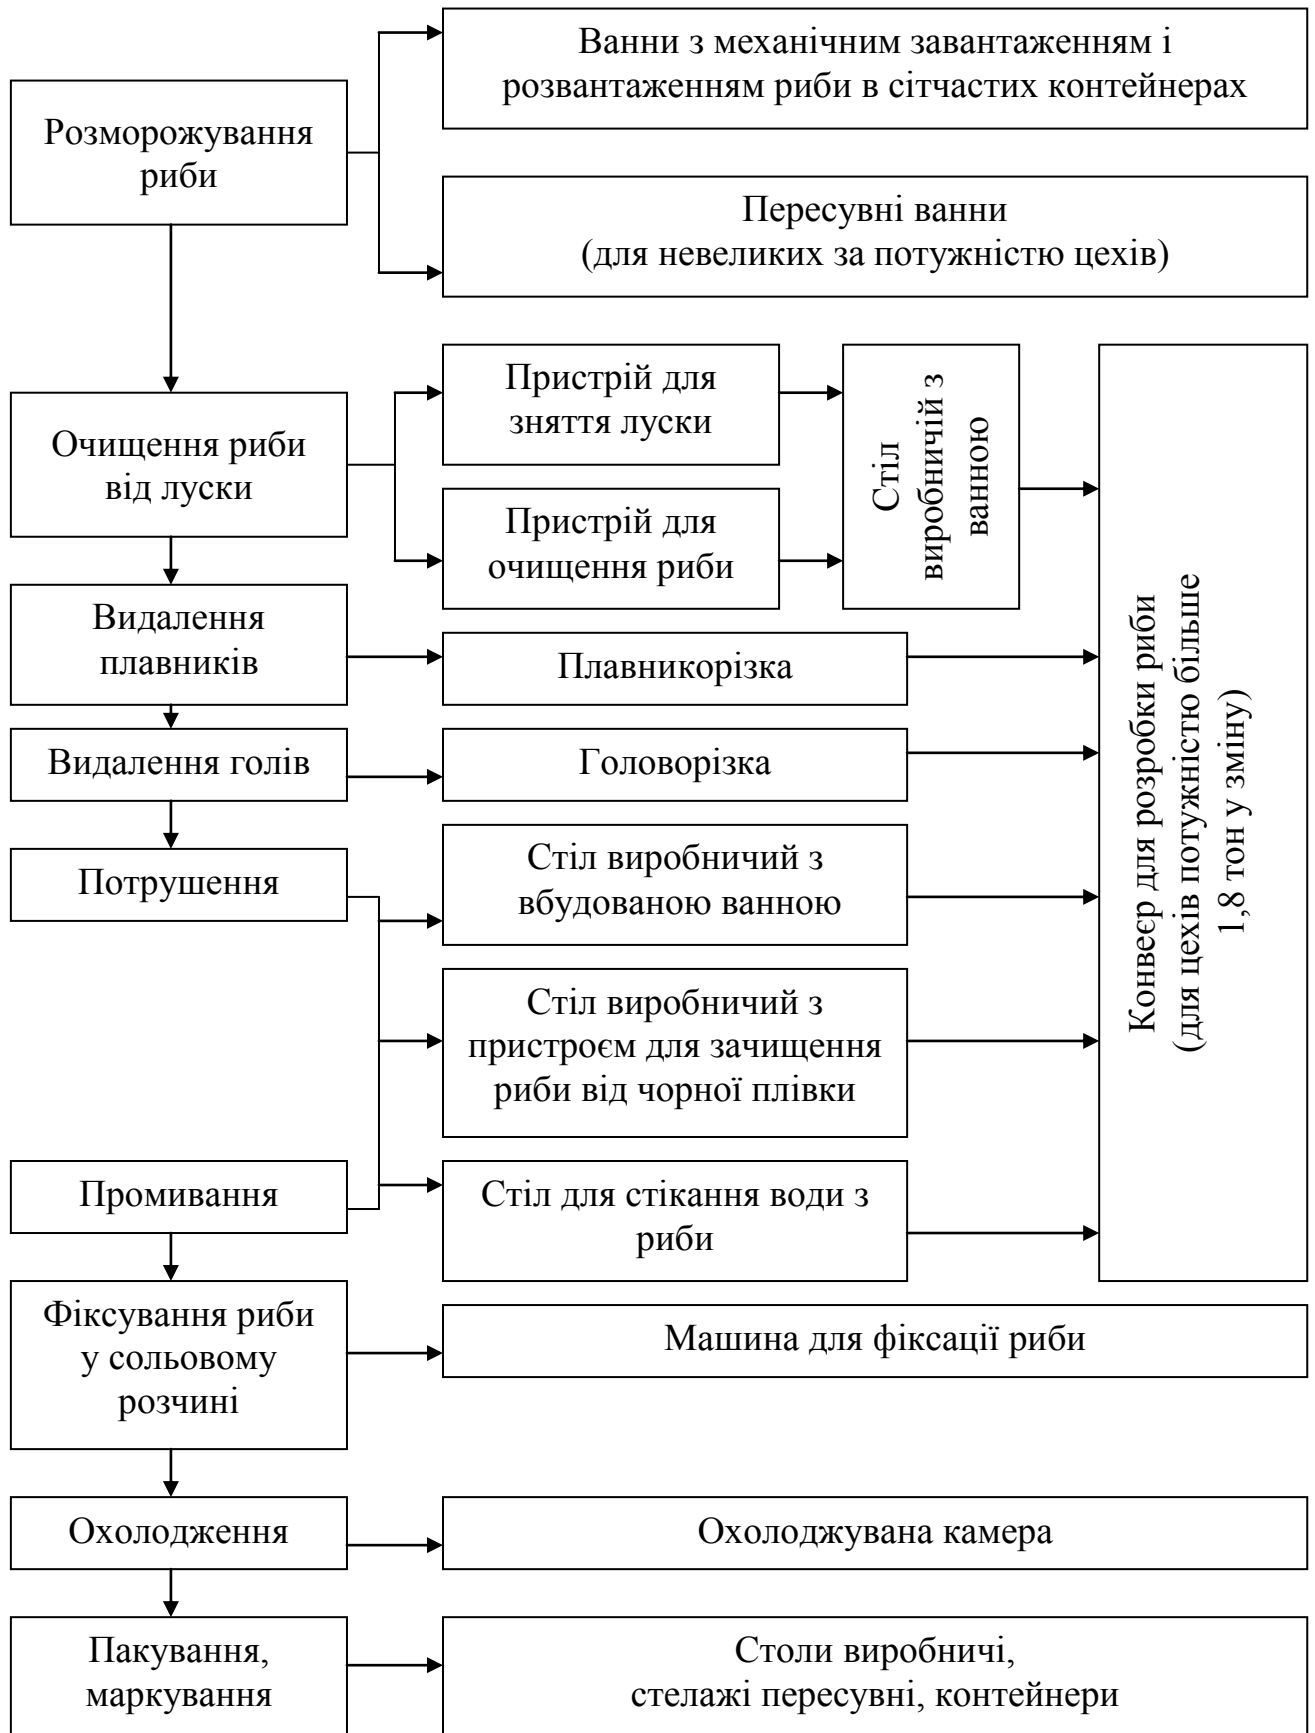 Ванни з механічним завантаженням і
розвантаженням риби в сітчастих контейнерах
Розморожування
риби
Пересувні ванни
(для невеликих за потужністю цехів)
Очищення риби
від луски
Пристрій для
зняття луски
Пристрій для
очищення риби
Стіл
виробничій з
ванною
Конвеєр для розробки риби
(для цехів потужністю більше
1,8 тон у зміну)
Видалення
плавників
Плавникорізка
Видалення голів
Головорізка
Потрушення
Стіл виробничий з
вбудованою ванною
Стіл виробничий з
пристроєм для зачищення
риби від чорної плівки
Промивання
Стіл для стікання води з
риби
Фіксування риби
у сольовому
розчині
Машина для фіксації риби
Охолодження
Охолоджувана камера
Пакування,
маркування
Столи виробничі,
стелажі пересувні, контейнери